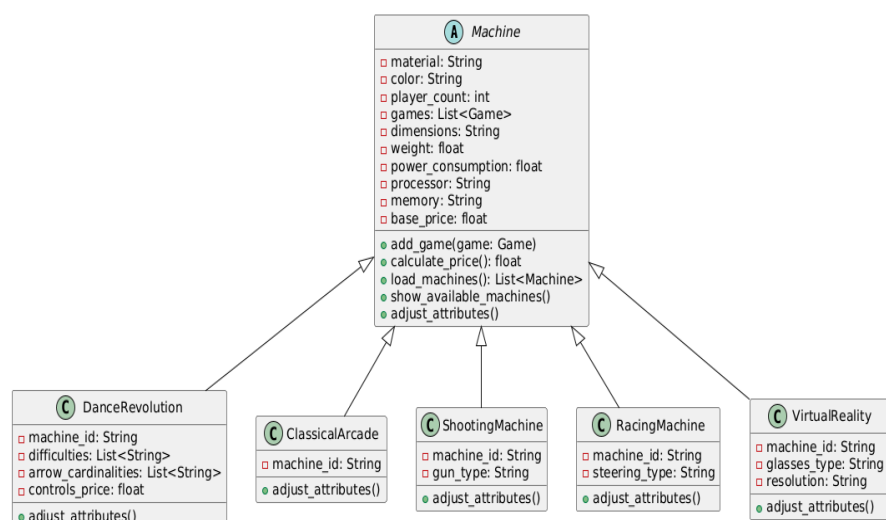 A Machine
material: String
color: String
player_count: int
games: List<Game>
dimensions: String
weight: float
power_consumption: float
processor: String
memory: String
base_price: float
add_game(game: Game)
calculate_price(): float
load_machines(): List<Machine>
show_available_machines()
adjust_attributes()
C DanceRevolution
machine_id: String
difficulties: List<String>
arrow_cardinalities: List<String>
controls_price: float
adjust_attributes()
C ClassicalArcade
machine_id: String
adjust_attributes()
C ShootingMachine
machine_id: String
gun_type: String
adjust_attributes()
C RacingMachine
machine_id: String
steering_type: String
adjust_attributes()
C VirtualReality
machine_id: String
glasses_type: String
resolution: String
adjust_attributes()